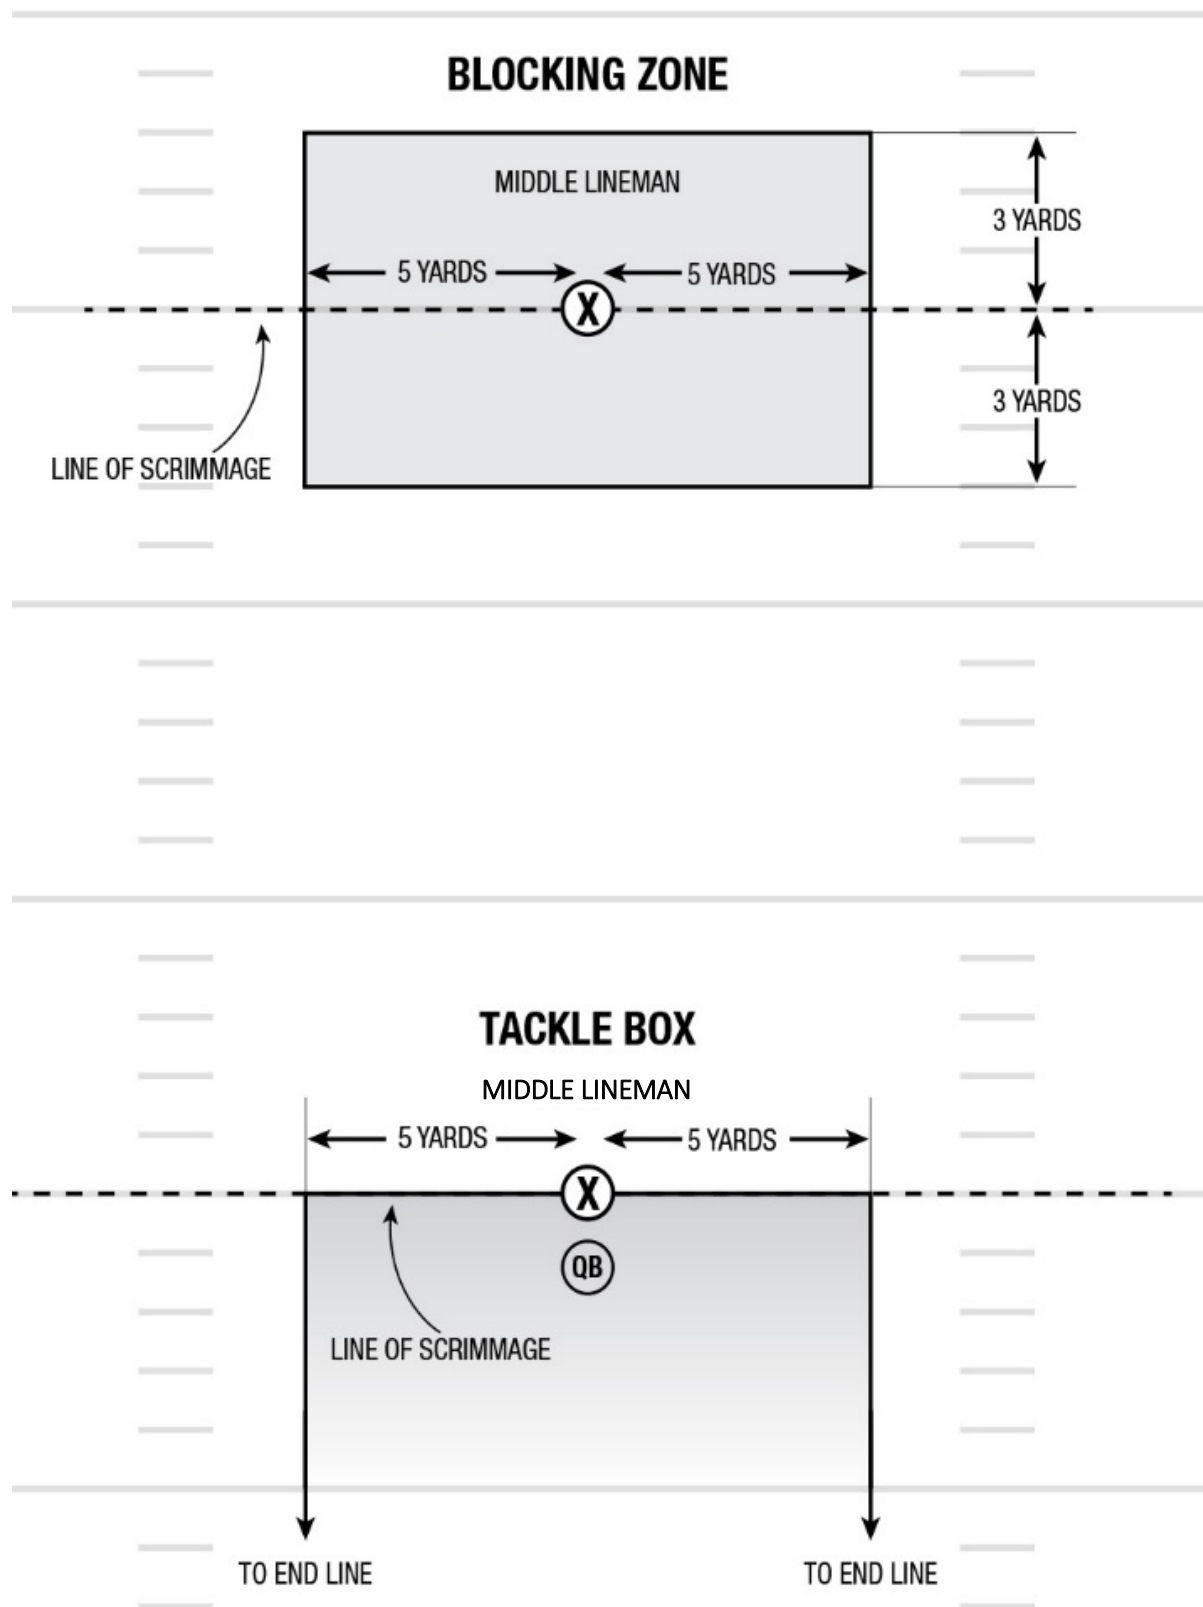 BLOCKING ZONE
MIDDLE LINEMAN
3 YARDS
5 YARDS
5 YARDS
X
3 YARDS
LINE OF SCRIMMAGE
TACKLE BOX
MIDDLE LINEMAN
5 YARDS
5 YARDS
X
QB
LINE OF SCRIMMAGE
TO END LINE
TO END LINE